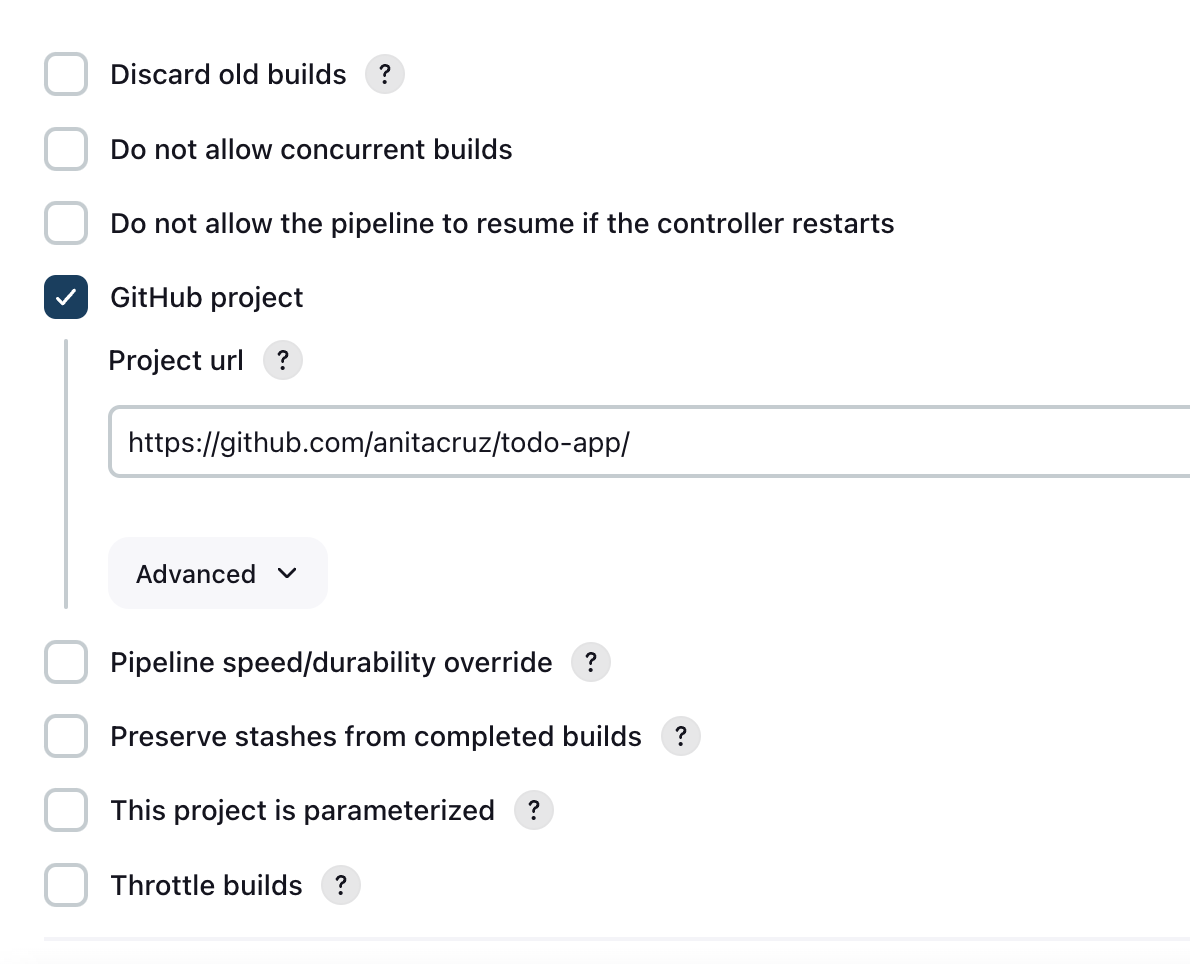 Discard old builds ?
Do not allow concurrent builds
Do not allow the pipeline to resume if the controller restarts
GitHub project
Project url ?
https://github.com/anitacruz/todo-app/
Advanced
Pipeline speed/durability override ?
Preserve stashes from completed builds ?
This project is parameterized ?
Throttle builds ?